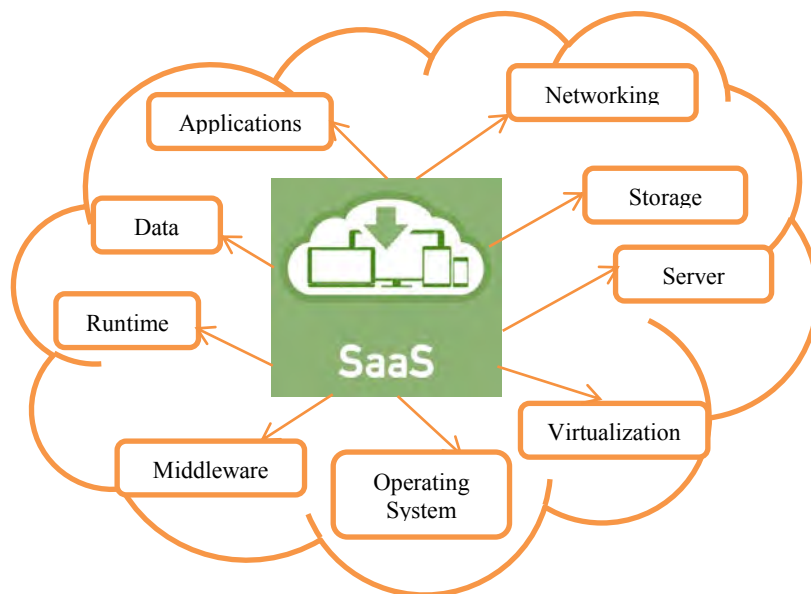 Networking
Applications
Storage
Data
Server
Runtime
SaaS
Virtualization
Middleware
Operating
System